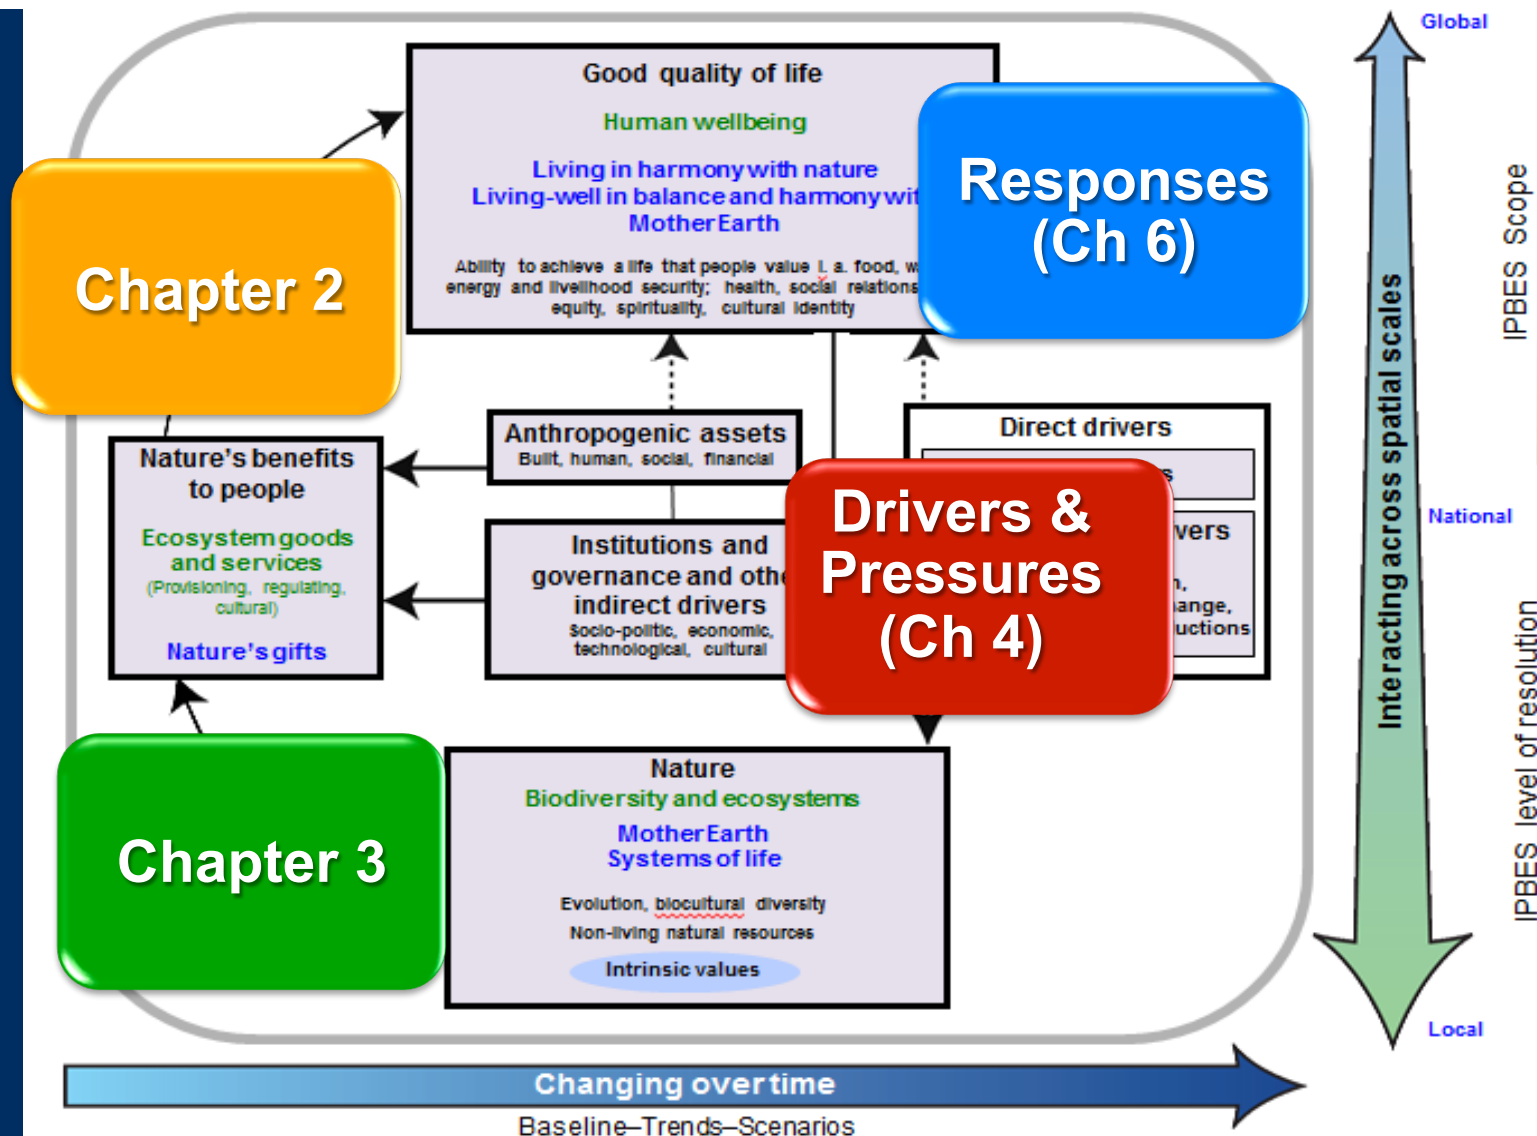 Global
Good quality of life
Human wellbeing
Living in harmony with nature
Living-well in balance and harmony wit
Mother Earth
Ability to achieve a life that people value i. a. food, w
energy and livelihood security; health, social relations
equity, spirituality, cultural identity
Responses
(Ch 6)
Chapter 2
Anthropogenic assets
Built, human, social, financial
Direct drivers
s
vers
n,
hange,
uctions
Nature's benefits
to people
Ecosystem goods
and services
(Provisioning, regulating,
cultural)
Nature's gifts
Institutions and
governance and othe
indirect drivers
Socio-politic, economic,
technological, cultural
Drivers &
Pressures
(Ch 4)
Chapter 3
Nature
Biodiversity and ecosystems
Mother Earth
Systems of life
Evolution, biocultural diversity
Non-living natural resources
Intrinsic values
Interacting across spatial scales
National
Local
IPBES Scope
IPBES level of resolution
Changing over time
Baseline–Trends–Scenarios